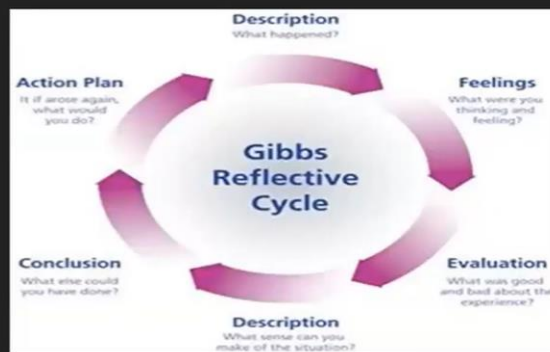 Description
What happened?
Feelings
What were you
thinking and
feeling?
Evaluation
What was good
and bad about the
experience?
Description
What sense can you
make of the situation?
Conclusion
What else could
you have done?
Action Plan
It if arose again,
what would
you do?
Gibbs
Reflective
Cycle